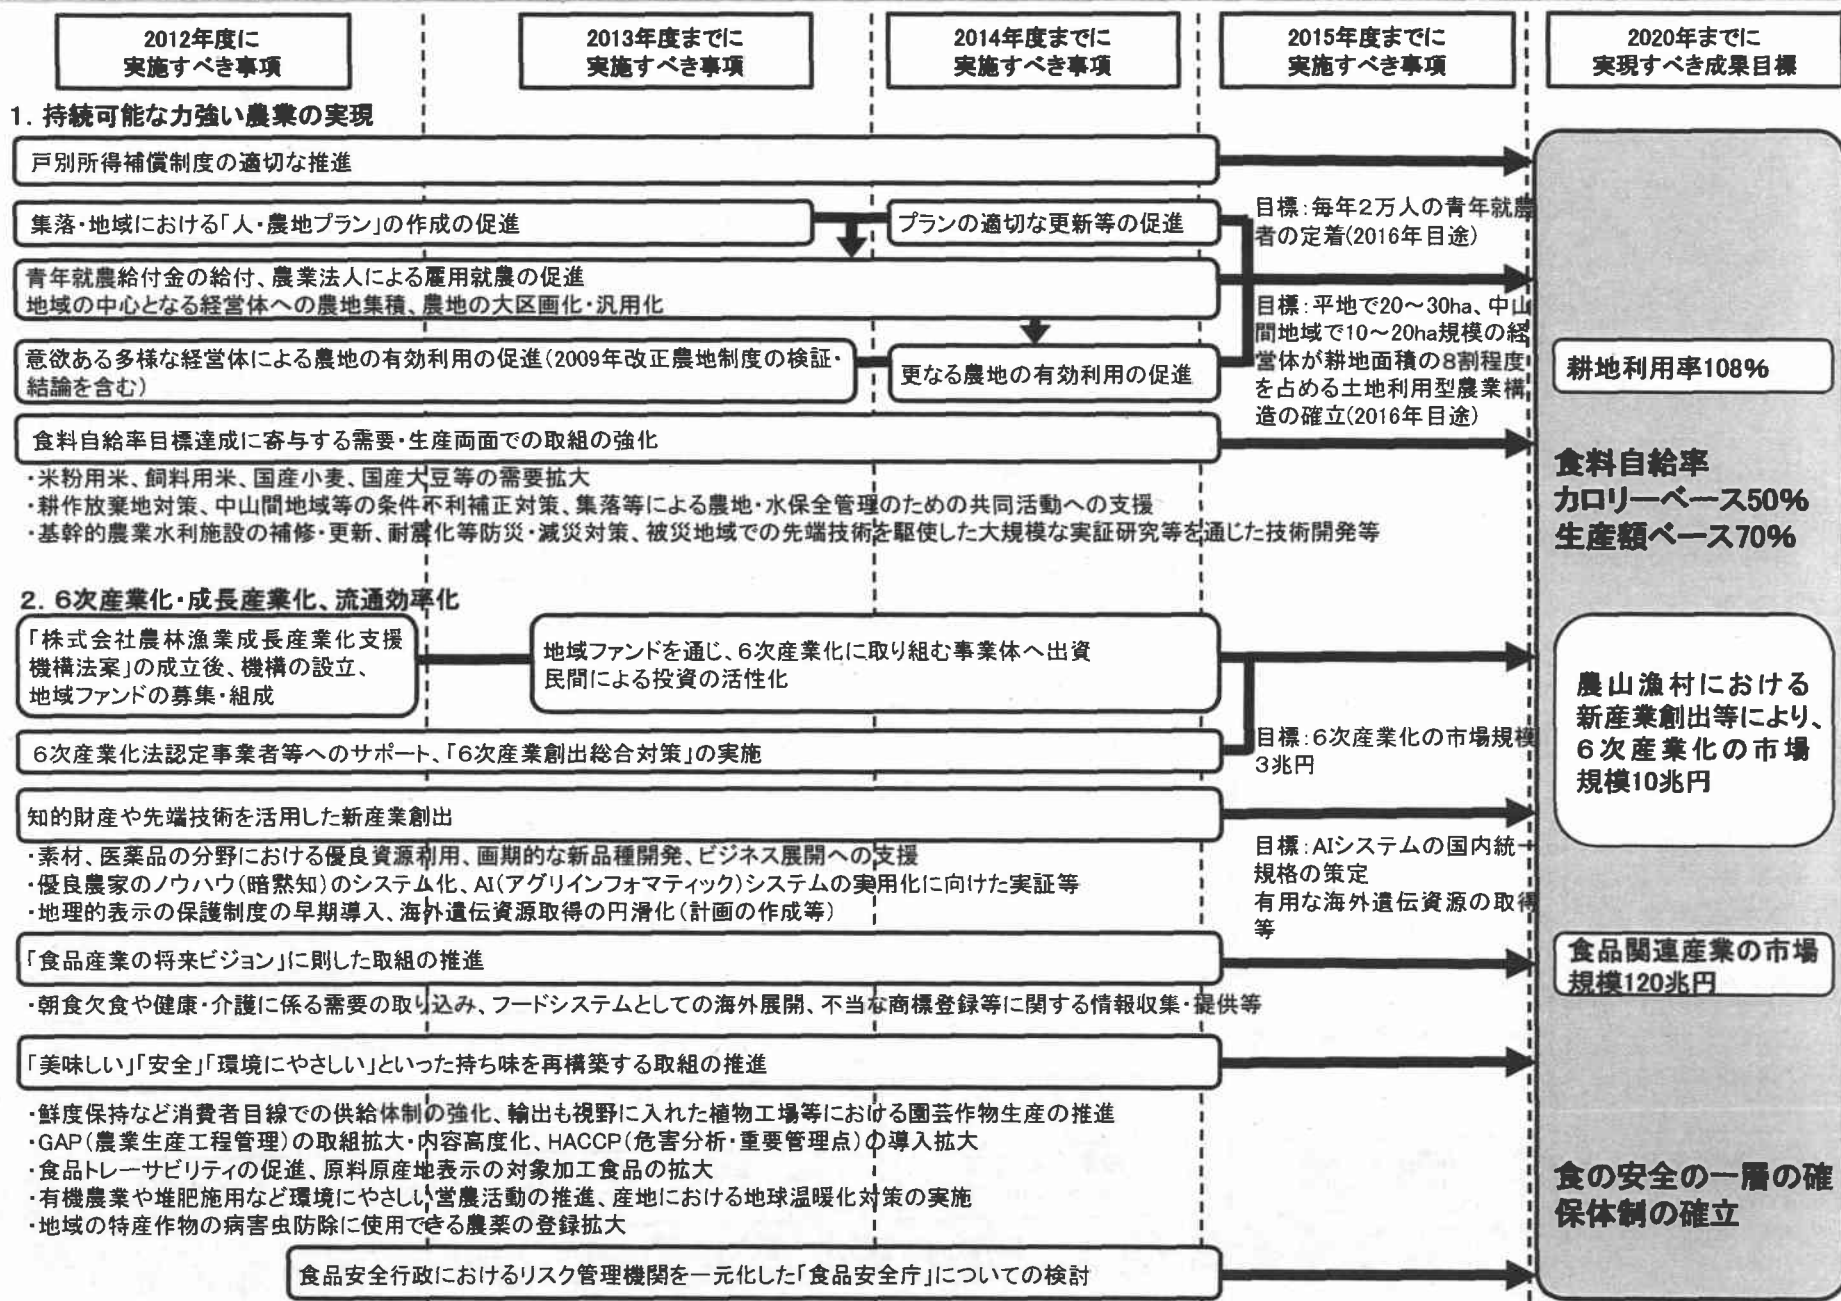 2012年度に
実施すべき事項
2013年度までに
実施すべき事項
2014年度までに
実施すべき事項
2015年度までに
実施すべき事項
2020年までに
実現すべき成果目標
1. 持続可能な力強い農業の実現
戸別所得補償制度の適切な推進
集落・地域における「人・農地プラン」の作成の促進
プランの適切な更新等の促進
目標：毎年2万人の青年就農
者の定着(2016年目途)
青年就農給付金の給付、農業法人による雇用就農の促進
地域の中心となる経営体への農地集積、農地の大区画化・汎用化
目標：平地で20～30ha、中山
間地域で10～20ha規模の経
営体が耕地面積の8割程度
を占める土地利用型農業構
造の確立(2016年目途)
意欲ある多様な経営体による農地の有効利用の促進(2009年改正農地制度の検証・
結論を含む)
更なる農地の有効利用の促進
耕地利用率108%
食料自給率目標達成に寄与する需要・生産両面での取組の強化
・米粉用米、飼料用米、国産小麦、国産大豆等の需要拡大
・耕作放棄地対策、中山間地域等の条件不利補正対策、集落等による農地・水保全管理のための共同活動への支援
・基幹的農業水利施設の補修・更新、耐震化等防災・減災対策、被災地域での先端技術を駆使した大規模な実証研究等を通じた技術開発等
食料自給率
カロリーベース50%
生産額ベース70%
2. 6次産業化・成長産業化、流通効率化
「株式会社農林漁業成長産業化支援
機構法案」の成立後、機構の設立、
地域ファンドの募集・組成
地域ファンドを通じ、6次産業化に取り組む事業体へ出資
民間による投資の活性化
農山漁村における
新産業創出等により、
6次産業化の市場
規模10兆円
6次産業化法認定事業者等へのサポート、「6次産業創出総合対策」の実施
目標：6次産業化の市場規模
3兆円
知的財産や先端技術を活用した新産業創出
・素材、医薬品の分野における優良資源利用、画期的な新品種開発、ビジネス展開への支援
・優良農家のノウハウ(暗黙知)のシステム化、AI(アグリインフォマティック)システムの実用化に向けた実証等
・地理的表示の保護制度の早期導入、海外遺伝資源取得の円滑化(計画の作成等)
目標：AIシステムの国内統一
規格の策定
有用な海外遺伝資源の取得
等
「食品産業の将来ビジョン」に則した取組の推進
・朝食欠食や健康・介護に係る需要の取り込み、フードシステムとしての海外展開、不当な商標登録等に関する情報収集・提供等
食品関連産業の市場
規模120兆円
「美味しい」「安全」「環境にやさしい」といった持ち味を再構築する取組の推進
・鮮度保持など消費者目線での供給体制の強化、輸出も視野に入れた植物工場等における園芸作物生産の推進
・GAP(農業生産工程管理)の取組拡大・内容高度化、HACCP(危害分析・重要管理点)の導入拡大
・食品トレーサビリティの促進、原料原産地表示の対象加工食品の拡大
・有機農業や堆肥施用など環境にやさしい営農活動の推進、産地における地球温暖化対策の実施
・地域の特産作物の病害虫防除に使用できる農薬の登録拡大
食の安全の一層の確
保体制の確立
食品安全行政におけるリスク管理機関を一元化した「食品安全庁」についての検討